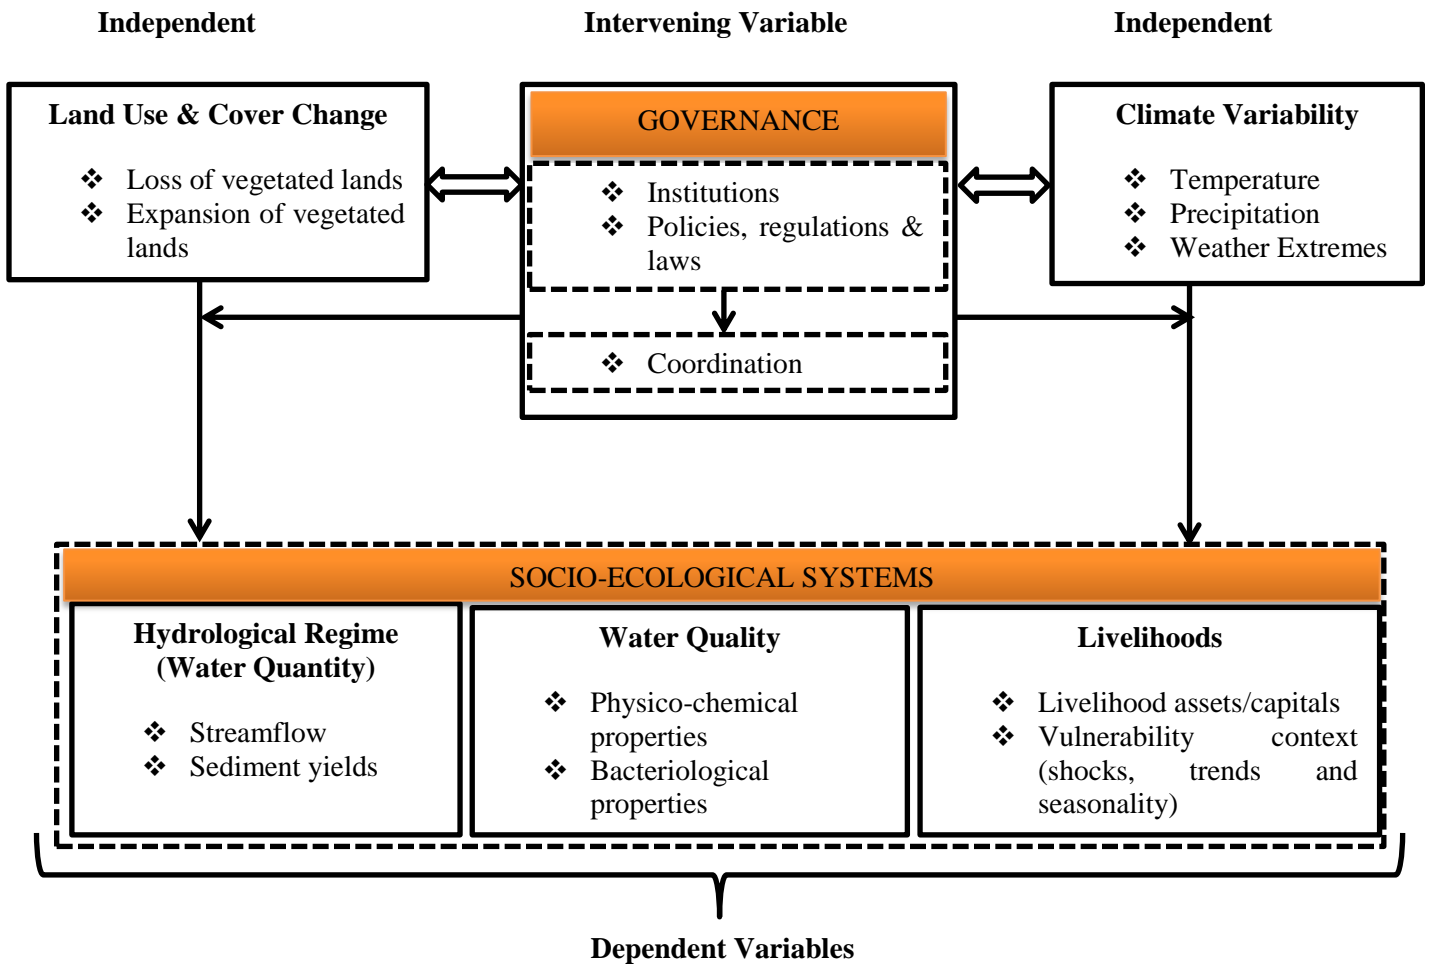 Independent
Intervening Variable
Independent
Land Use & Cover Change
❖ Loss of vegetated lands
❖ Expansion of vegetated
lands
GOVERNANCE
❖ Institutions
❖ Policies, regulations &
laws
❖ Coordination
Climate Variability
❖ Temperature
❖ Precipitation
❖ Weather Extremes
SOCIO-ECOLOGICAL SYSTEMS
Hydrological Regime
(Water Quantity)
❖ Streamflow
❖ Sediment yields
Water Quality
❖ Physico-chemical
properties
❖ Bacteriological
properties
Livelihoods
❖ Livelihood assets/capitals
❖ Vulnerability context
(shocks, trends and
seasonality)
Dependent Variables